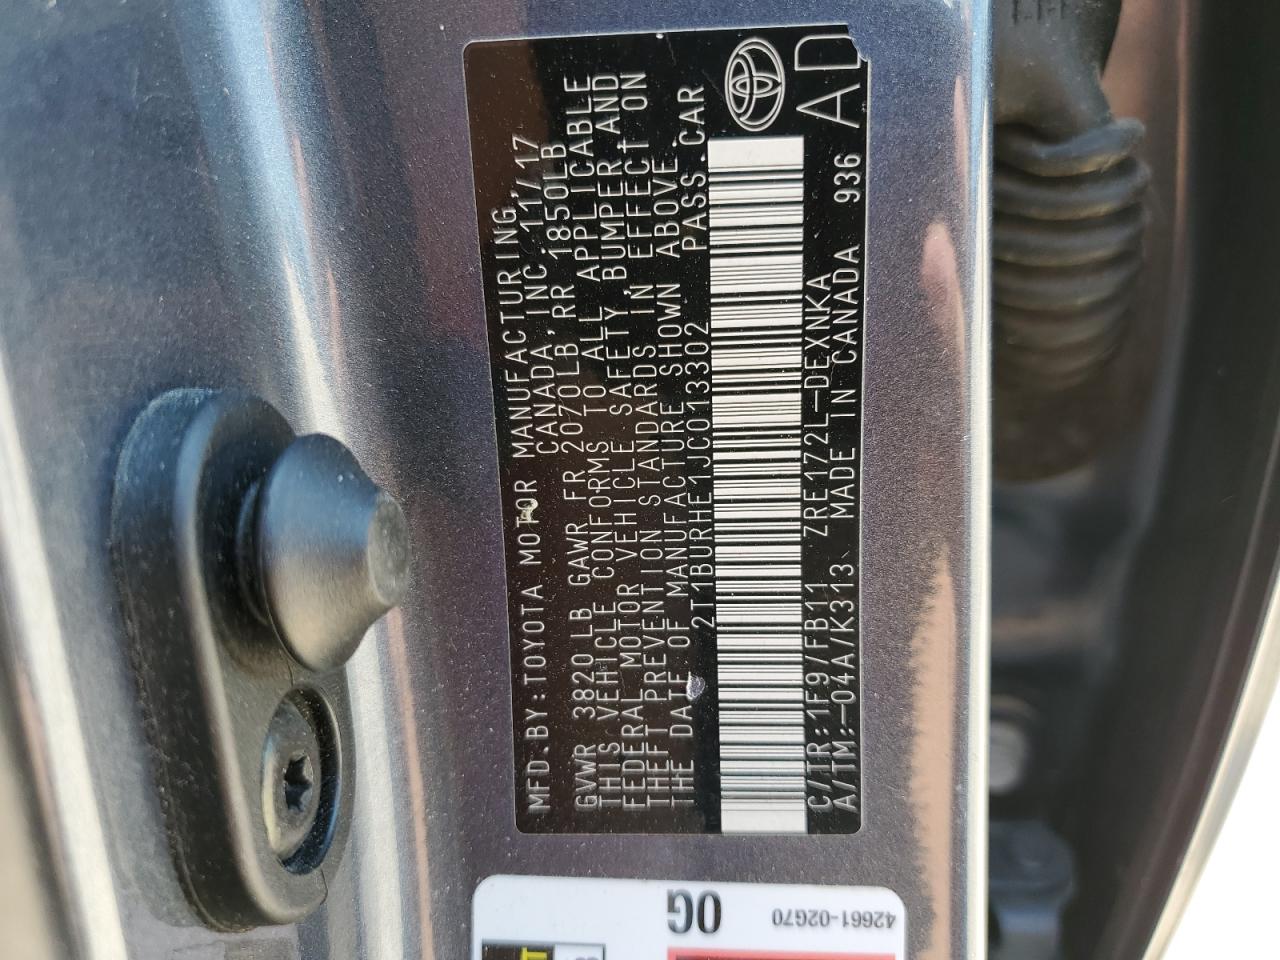 MFD.BY:TOYOTA MOTOR MANUFACTURING,
CANADA,INC. 11/17
GVWR 3820LB GAWR FR 2070LB,RR 1850LB
THIS VEHICLE CONFORMS TO ALL APPLICABLE
FEDERAL MOTOR VEHICLE SAFETY,BUMPER,AND
THEFT PREVENTION STANDARDS IN EFFECT ON
THE DATE OF MANUFACTURE SHOWN ABOVE.
2T1BURHE1JC013302 PASS.CAR
C/TR:1F9/FB11 ZRE172L-DEXNKA
A/TM:-04A/K313 MADE IN CANADA 936
AD
42661-02G70
0G